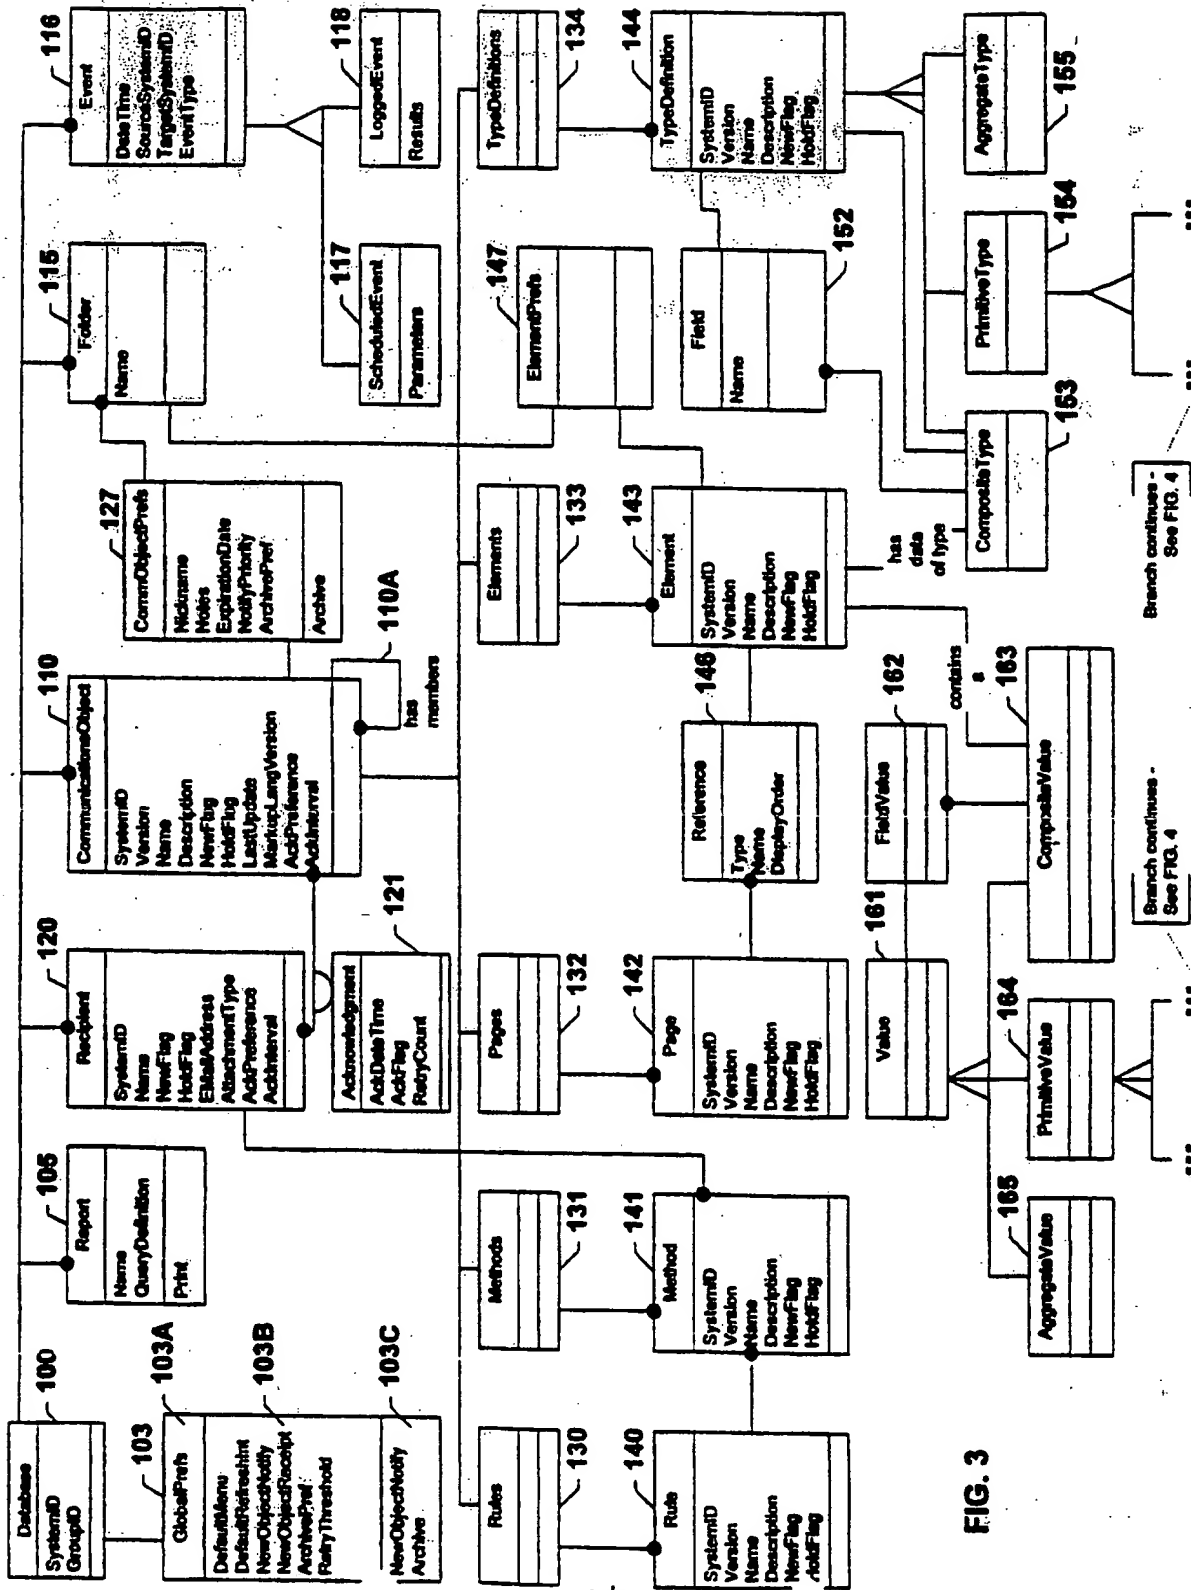 Database
SystemID
GroupID
100
103
GlobalPrefs
103A
DefaultMenu
DefaultRefreshInt
NewObjectNotify
NewObjectReceipt
ArchivePref
RetryThreshold
103B
NewObjectNotify
Archive
103C
Report
105
Name
QueryDefinition
Print
Recipient
120
SystemID
Name
NewFlag
HoldFlag
EMailAddress
AttachmentType
AckPreference
AckInterval
Acknowledgment
121
AckDateTime
AckFlag
RetryCount
CommunicationsObject
110
SystemID
Version
Name
Description
NewFlag
HoldFlag
LastUpdate
MarkupLangVersion
AckPreference
AckInterval
110A
has
members
CommObjectPrefs
127
Nickname
Notes
ExpirationDate
NotifyPriority
ArchivePref
Archive
Folder
115
Name
Event
116
DateTime
SourceSystemID
TargetSystemID
EventType
ScheduledEvent
117
Parameters
LoggedEvent
118
Results
Rules
130
Methods
131
Pages
132
Elements
133
ElementPrefs
147
TypeDefinitions
134
Rule
140
SystemID
Version
Name
Description
NewFlag
HoldFlag
Method
141
SystemID
Version
Name
Description
NewFlag
HoldFlag
Page
142
SystemID
Version
Name
Description
NewFlag
HoldFlag
Reference
146
Type
Name
DisplayOrder
Element
143
SystemID
Version
Name
Description
NewFlag
HoldFlag
Field
152
Name
TypeDefinition
144
SystemID
Version
Name
Description
NewFlag
HoldFlag
has
data
of type
contains
a
Value
161
FieldValue
162
AggregateValue
165
PrimitiveValue
164
CompositeValue
163
CompositeType
153
PrimitiveType
154
AggregateType
155
Branch continues -
See FIG. 4
Branch continues -
See FIG. 4
FIG. 3